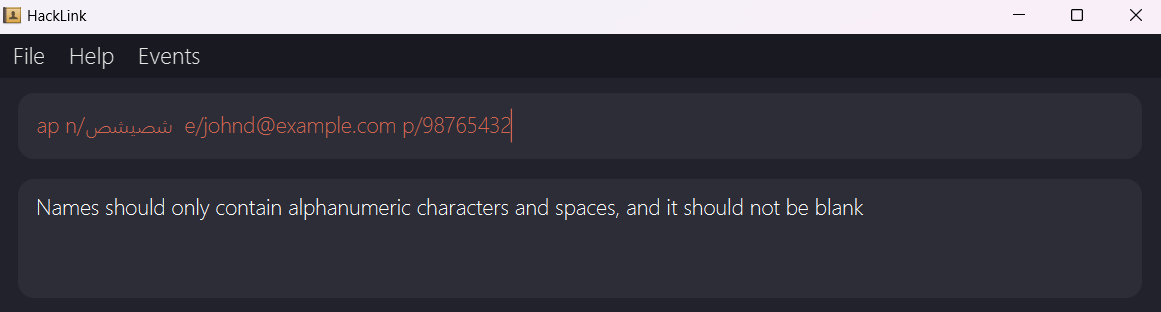 HackLink
File Help Events
ap n/شصيشص e/johnd@example.com p/98765432
Names should only contain alphanumeric characters and spaces, and it should not be blank